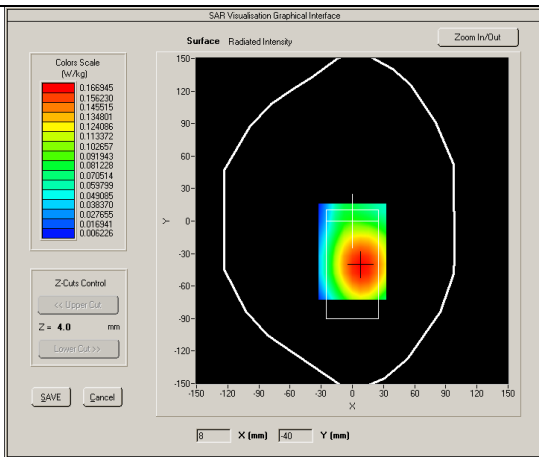 SAR Visualisation Graphical Interface
Surface Radiated Intensity
Zoom In/Out
Colors Scale
(W/kg)
0.166945
0.156230
0.145515
0.134801
0.124086
0.113372
0.102657
0.091943
0.081228
0.070514
0.059799
0.049085
0.038370
0.027655
0.016941
0.006226
Z-Cuts Control
<< Upper Cut
Z = 4.0 mm
Lower Cut >>
SAVE Cancel
150
120
90
60
30
0
-30
-60
-90
-120
-150
Y
-150 -120 -90 -60 -30 0 30 60 90 120 150
X
8 X (mm) -40 Y (mm)